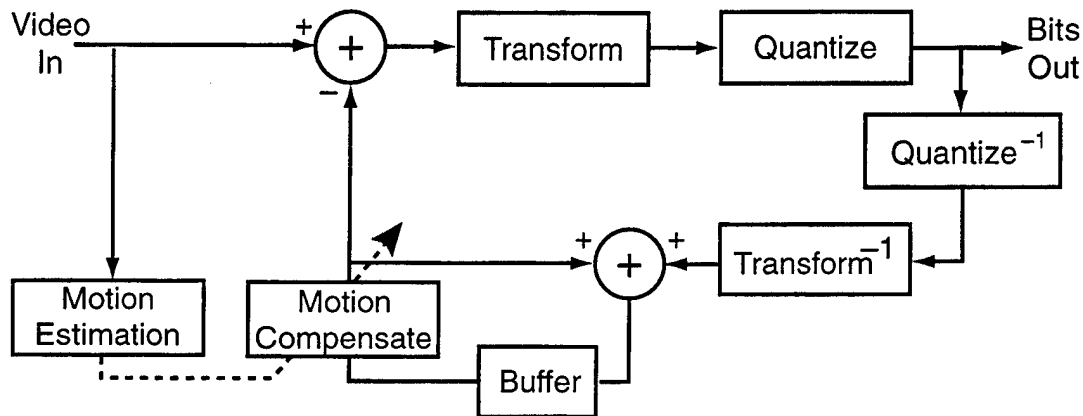 Video
In
+
+
−
Transform
Quantize
Bits
Out
Quantize⁻¹
+
+
+
Transform⁻¹
Motion
Estimation
Motion
Compensate
Buffer